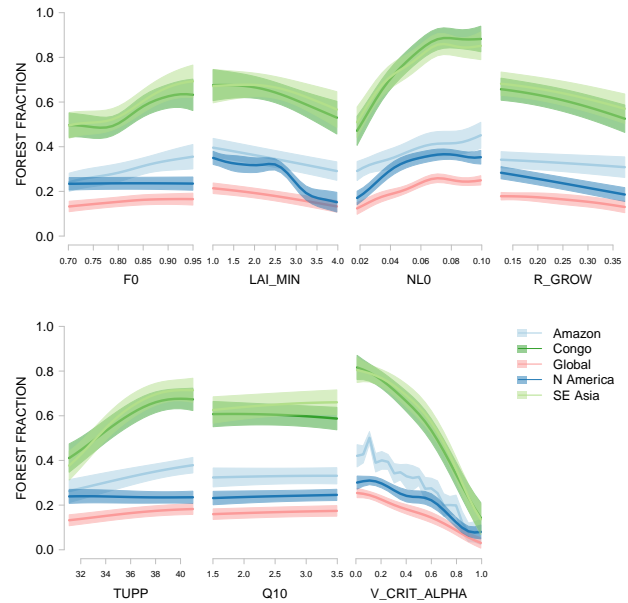 FOREST FRACTION
1.0
0.8
0.6
0.4
0.2
0.0
0.70 0.75 0.80 0.85 0.90 0.95
1.0 1.5 2.0 2.5 3.0 3.5 4.0
0.02 0.04 0.06 0.08 0.10
0.15 0.20 0.25 0.30 0.35
F0 LAI_MIN NL0 R_GROW
FOREST FRACTION
1.0
0.8
0.6
0.4
0.2
0.0
32 34 36 38 40
1.5 2.0 2.5 3.0 3.5
0.0 0.2 0.4 0.6 0.8 1.0
TUPP Q10 V_CRIT_ALPHA
Amazon
Congo
Global
N America
SE Asia